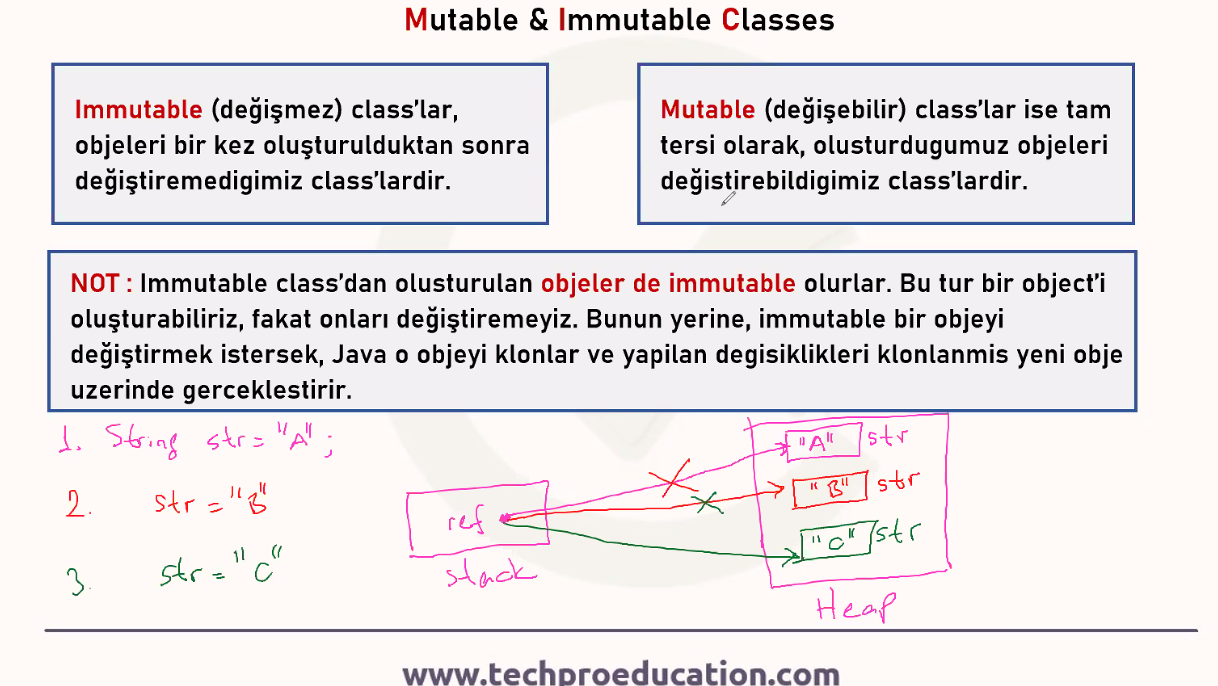 Mutable & Immutable Classes
Immutable (değişmez) class'lar,
objeleri bir kez oluşturulduktan sonra
değiştiremedigimiz class'lardir.
Mutable (değişebilir) class'lar ise tam
tersi olarak, olusturdugumuz objeleri
değistirebildigimiz class'lardir.
NOT : Immutable class'dan olusturulan objeler de immutable olurlar. Bu tur bir object'i
oluşturabiliriz, fakat onları değiştiremeyiz. Bunun yerine, immutable bir objeyi
değiştirmek istersek, Java o objeyi klonlar ve yapilan degisiklikleri klonlanmis yeni obje
uzerinde gerceklestirir.
1. String str = "A" ;
2. str = "B"
3. str = "C"
ref
stack
"A" str
"B" str
"C" str
Heap
www.techproeducation.com